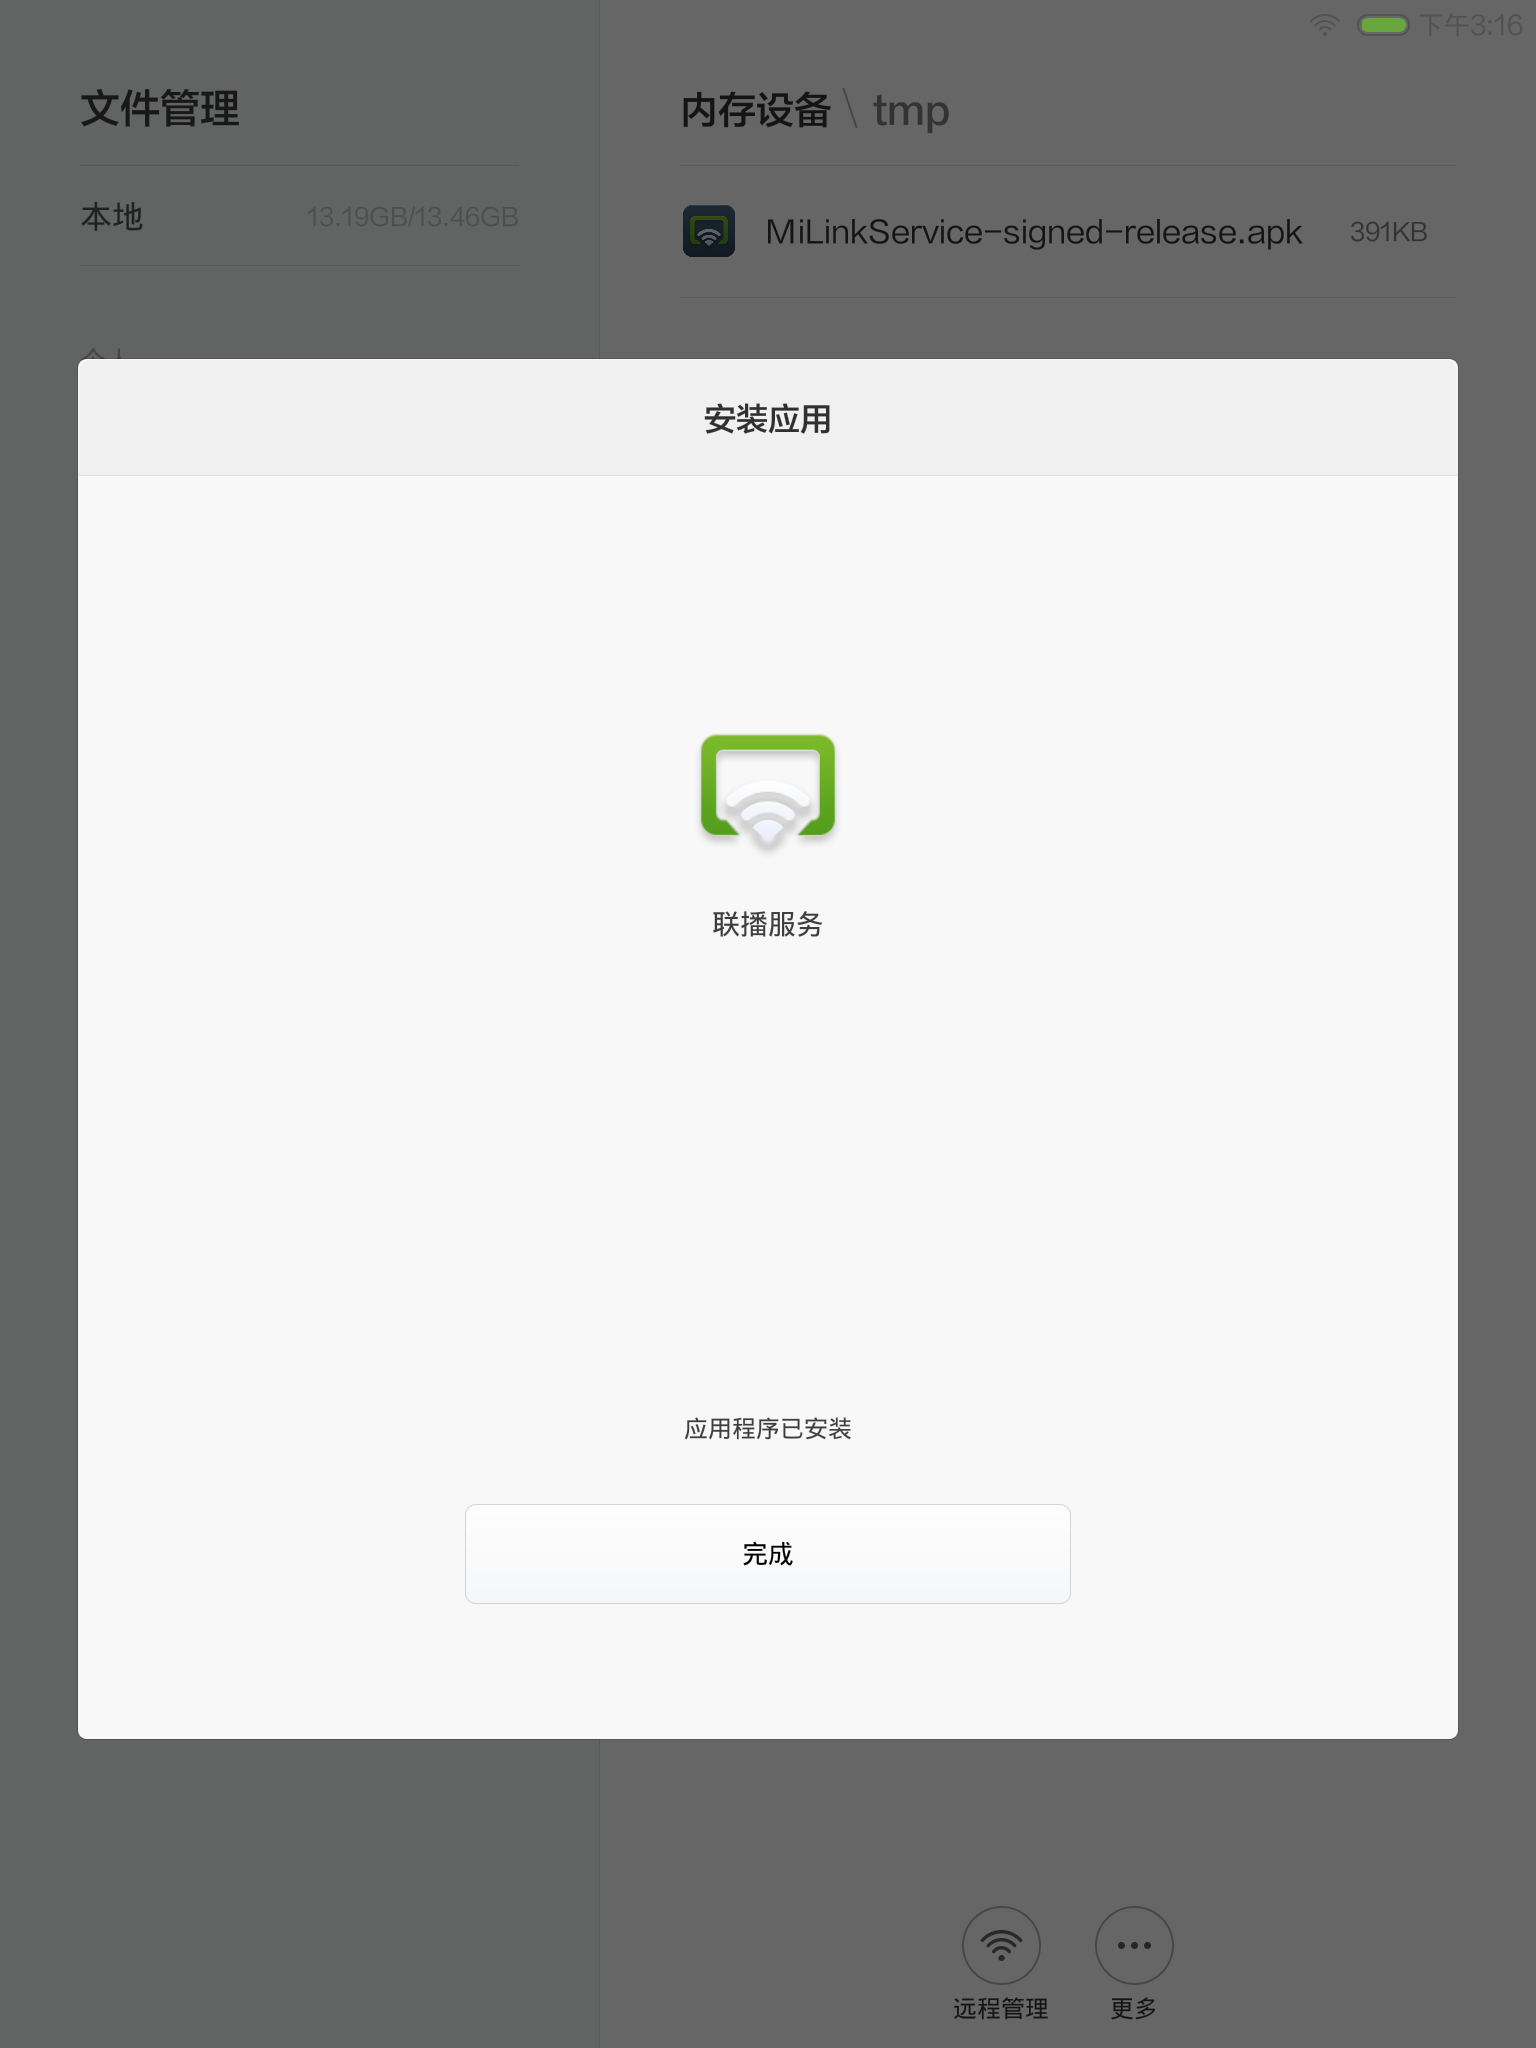 下午3:16
文件管理
内存设备 \ tmp
本地 13.19GB/13.46GB
MiLinkService-signed-release.apk 391KB
安装应用
联播服务
应用程序已安装
完成
远程管理
更多